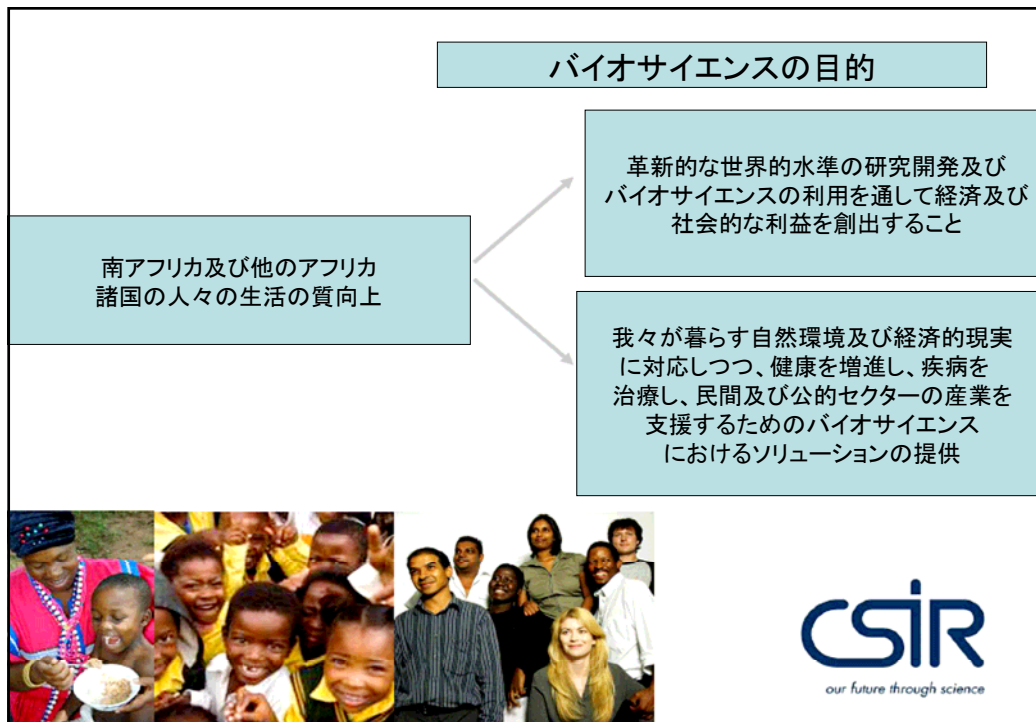 バイオサイエンスの目的
南アフリカ及び他のアフリカ
諸国の人々の生活の質向上
革新的な世界的水準の研究開発及び
バイオサイエンスの利用を通して経済及び
社会的な利益を創出すること
我々が暮らす自然環境及び経済的現実
に対応しつつ、健康を増進し、疾病を
治療し、民間及び公的セクターの産業を
支援するためのバイオサイエンス
におけるソリューションの提供
CSIR
our future through science